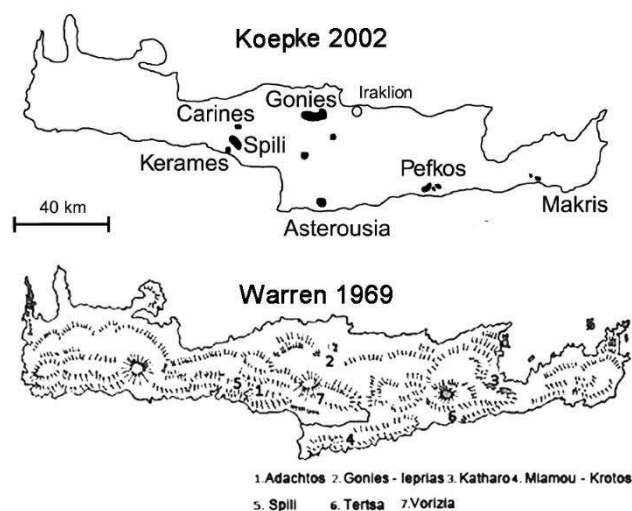 Koepke 2002
Gonies
Iraklion
Carines
Spili
Kerames
Pefkos
Makris
Asterousia
40 km
Warren 1969
2
5 1 7 3
6
4
1.Adachtos 2. Gonies - leprias 3. Katharo 4. Miamou - Krotos
5. Spili 6. Tertsa 7. Vorizia